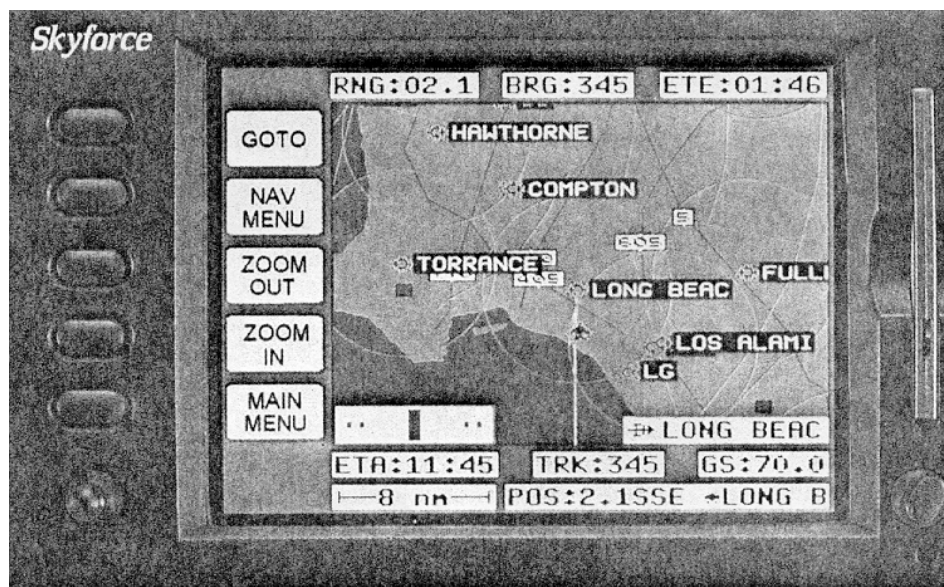 Skyforce
RNG:02.1 BRG:345 ETE:01:46
GOTO
NAV
MENU
ZOOM
OUT
ZOOM
IN
MAIN
MENU
HAWTHORNE
COMPTON
5
605
TORRANCE
FULL
LONG BEAC
LOS ALAMI
LG
LONG BEAC
ETA:11:45 TRK:345 GS:70.0
8 nm POS:2.1SSE LONG B